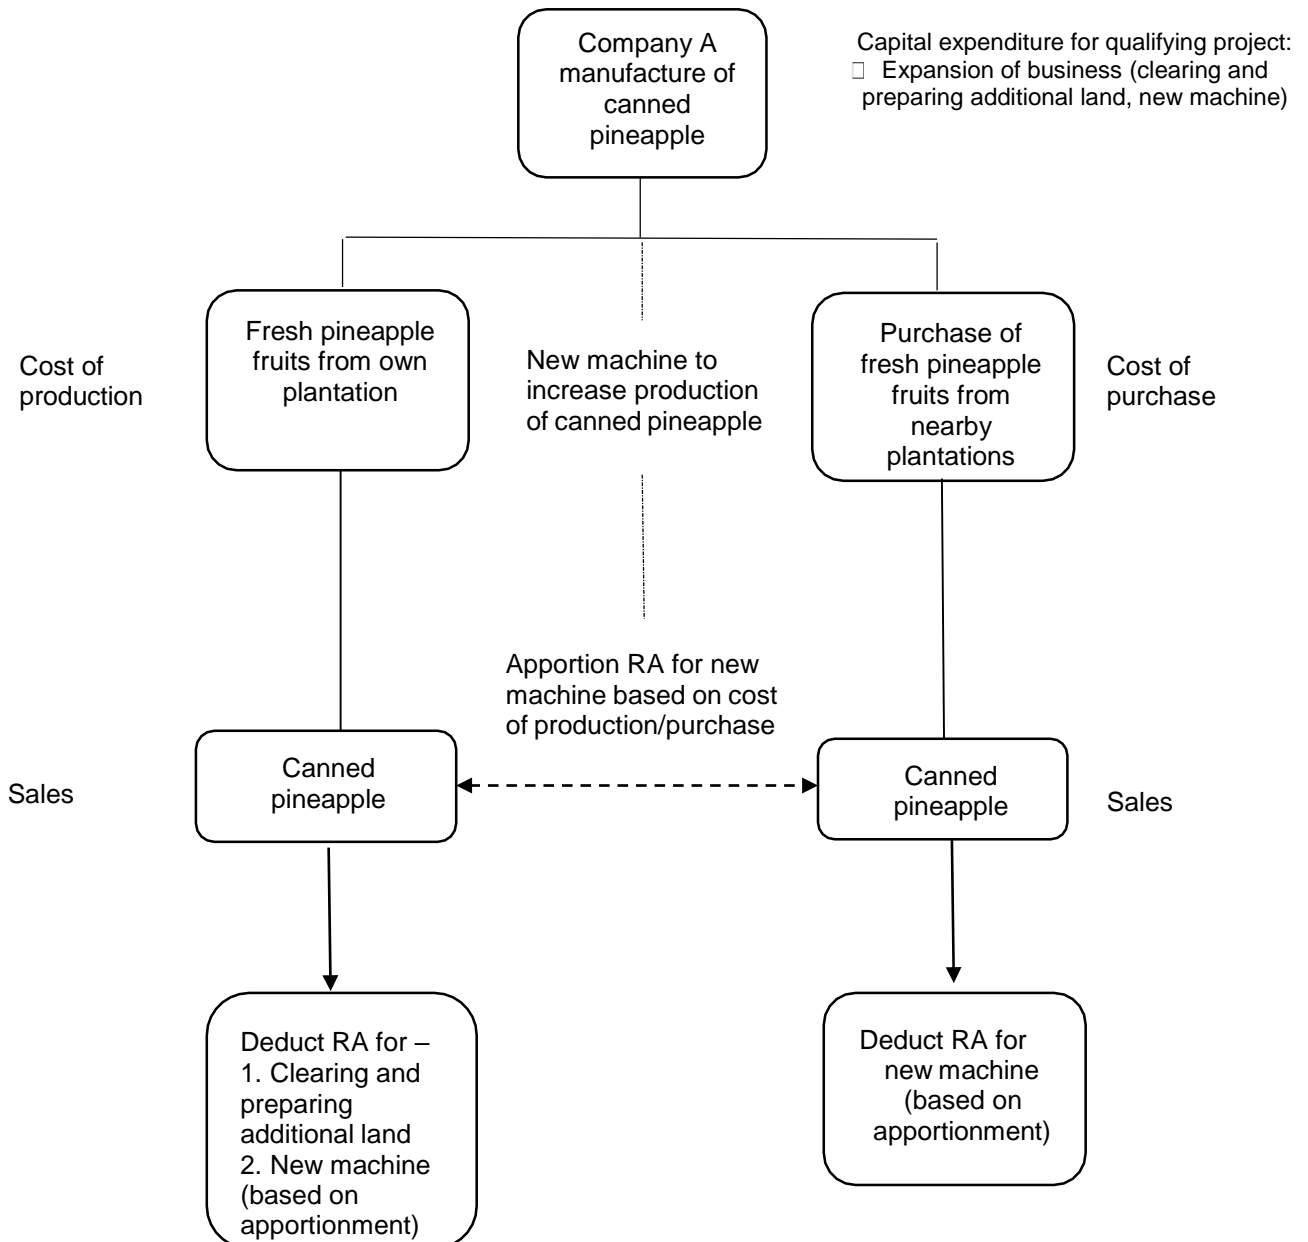 Company A
manufacture of
canned
pineapple
Capital expenditure for qualifying project:
Expansion of business (clearing and
preparing additional land, new machine)
Cost of
production
Fresh pineapple
fruits from own
plantation
New machine to
increase production
of canned pineapple
Purchase of
fresh pineapple
fruits from
nearby
plantations
Cost of
purchase
Apportion RA for new
machine based on cost
of production/purchase
Sales
Canned
pineapple
Canned
pineapple
Sales
Deduct RA for –
1. Clearing and
preparing
additional land
2. New machine
(based on
apportionment)
Deduct RA for
new machine
(based on
apportionment)